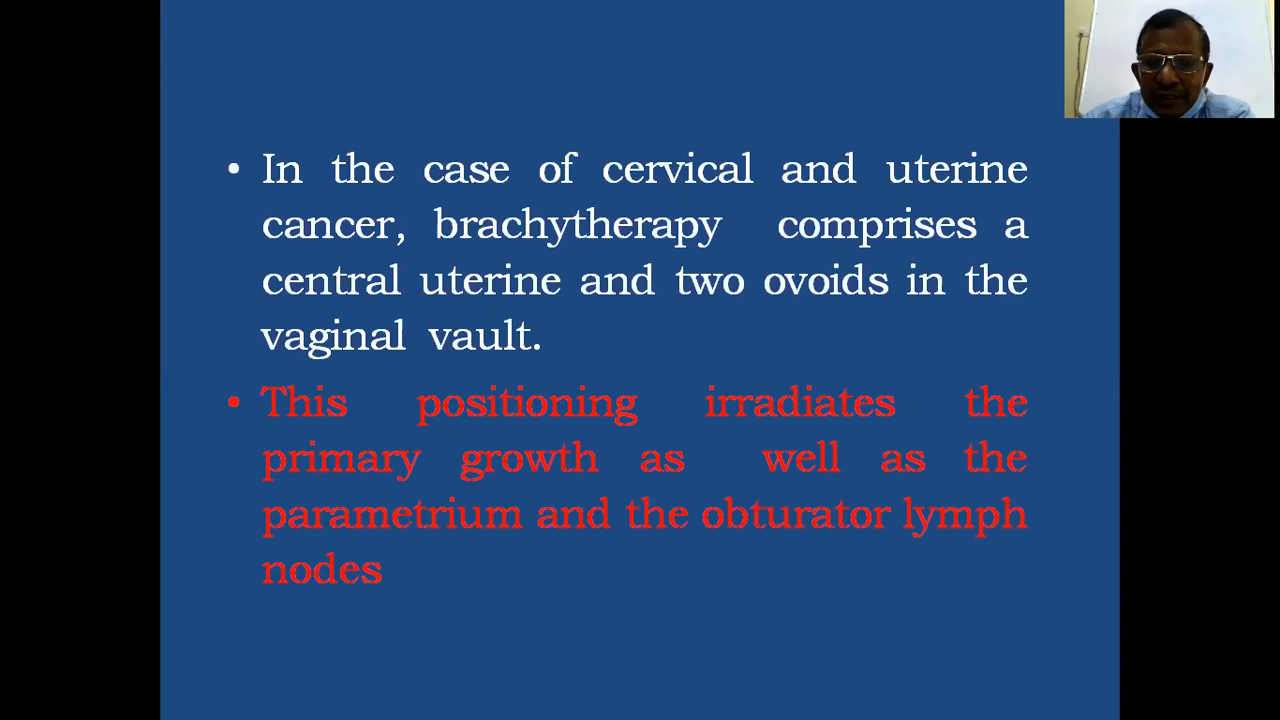 • In the case of cervical and uterine
cancer, brachytherapy comprises a
central uterine and two ovoids in the
vaginal vault.
• This positioning irradiates the
primary growth as well as the
parametrium and the obturator lymph
nodes